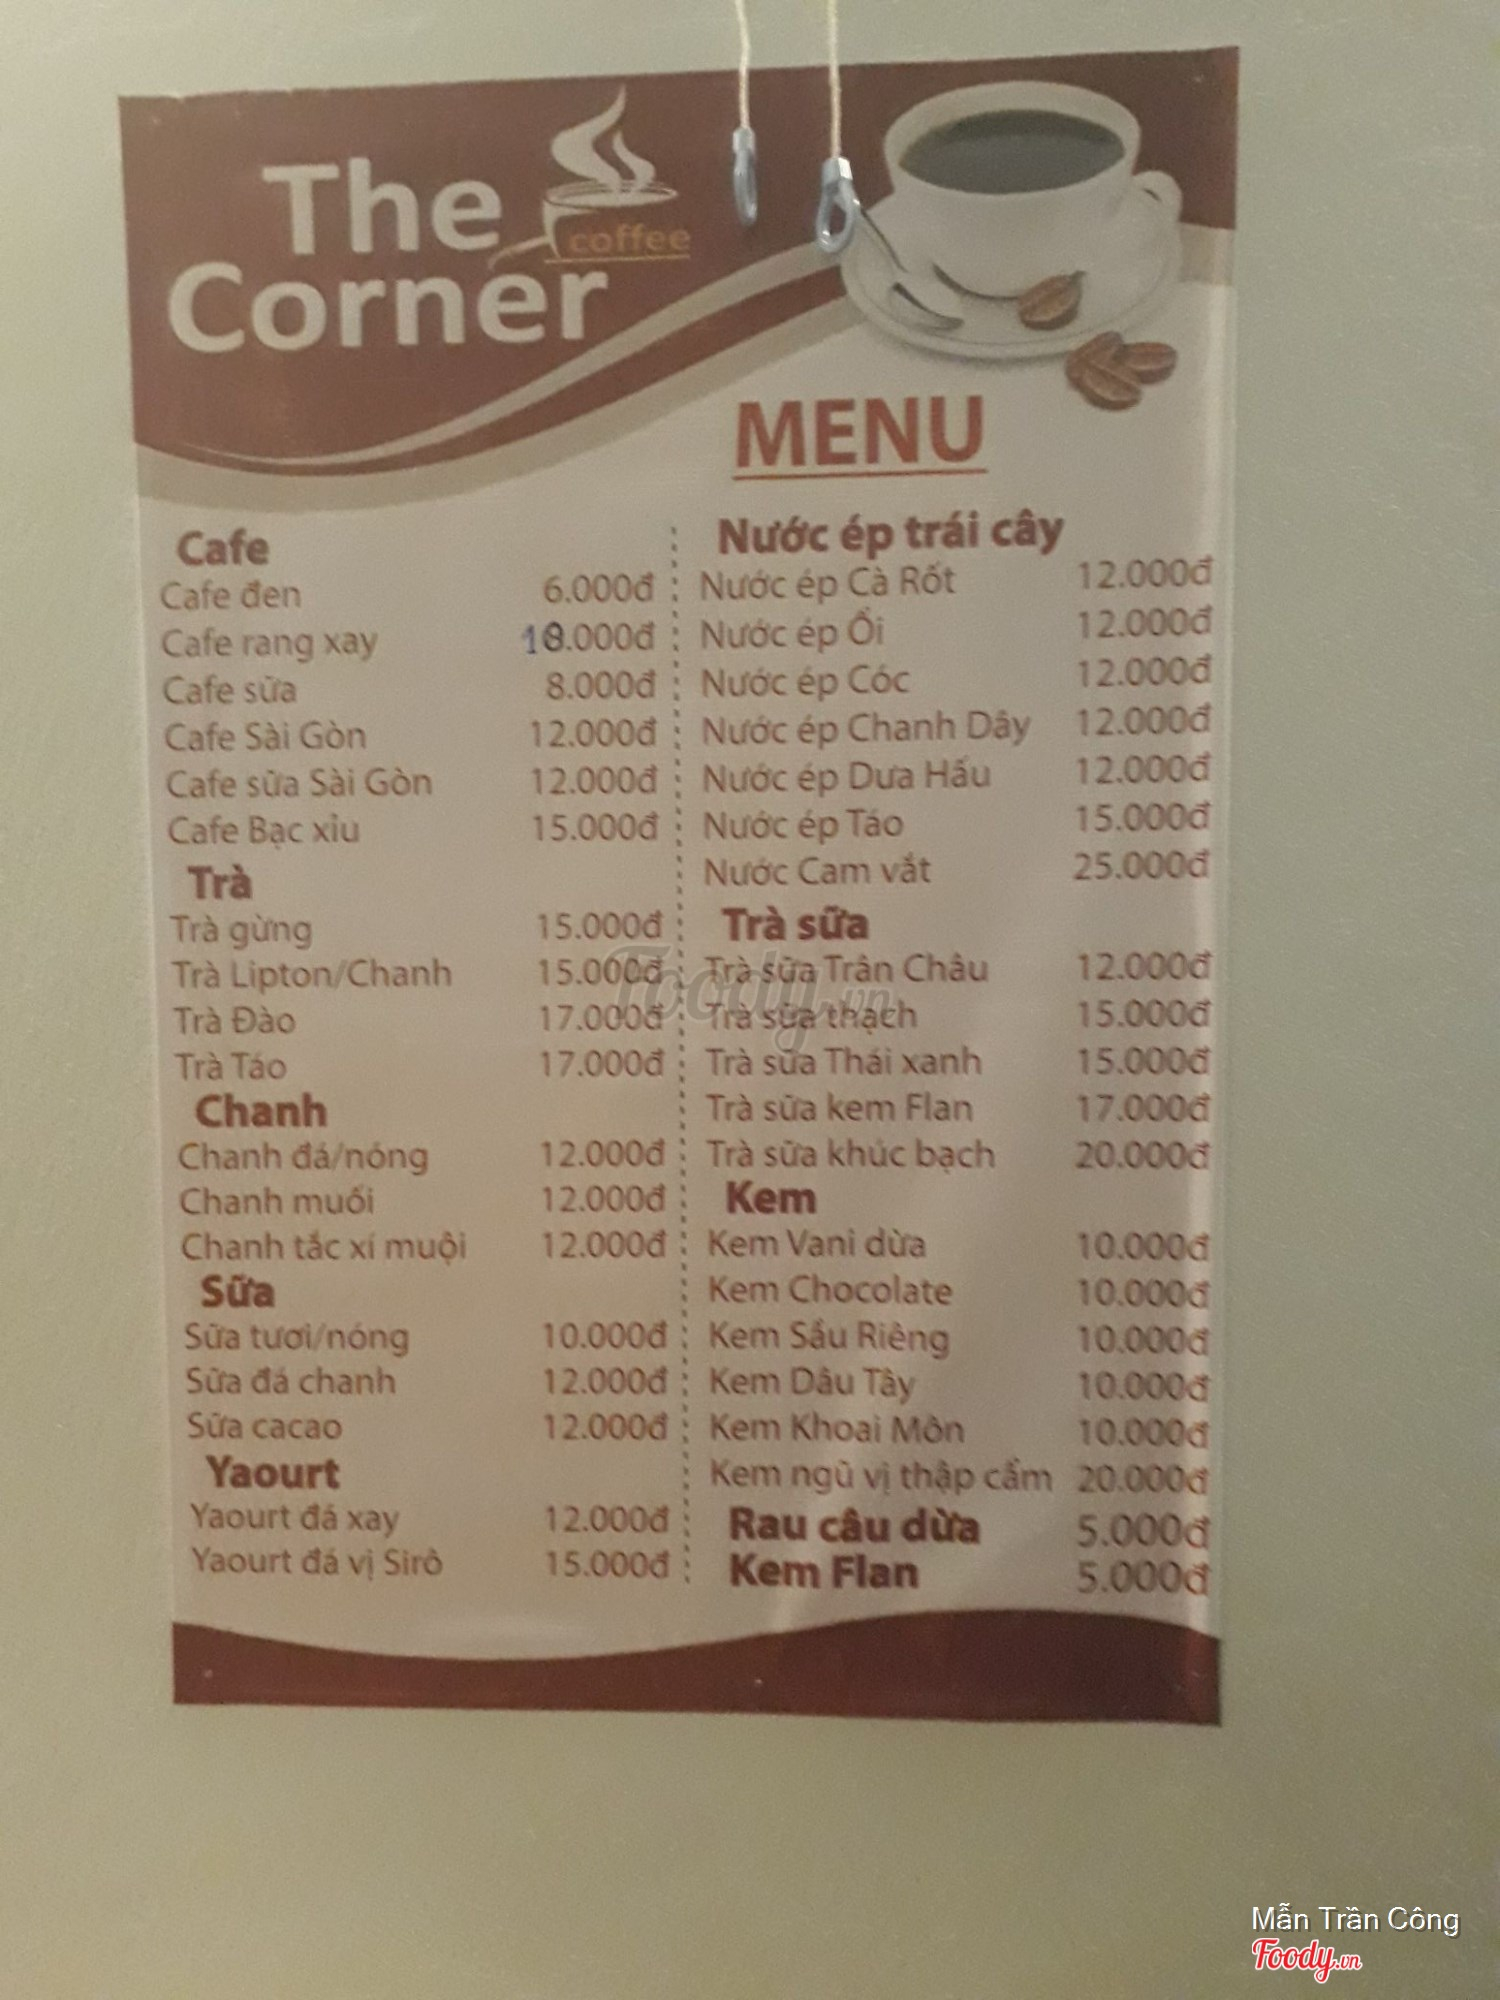 The
coffee
Corner
MENU
Cafe
Cafe đen 6.000đ
Cafe rang xay 18.000đ
Cafe sữa 8.000đ
Cafe Sài Gòn 12.000đ
Cafe sữa Sài Gòn 12.000đ
Cafe Bạc xỉu 15.000đ
Trà
Trà gừng 15.000đ
Trà Lipton/Chanh 15.000đ
Trà Đào 17.000đ
Trà Táo 17.000đ
Chanh
Chanh đá/nóng 12.000đ
Chanh muối 12.000đ
Chanh tắc xí muội 12.000đ
Sữa
Sữa tươi/nóng 10.000đ
Sữa đá chanh 12.000đ
Sữa cacao 12.000đ
Yaourt
Yaourt đá xay 12.000đ
Yaourt đá vị Sirô 15.000đ
Nước ép trái cây
Nước ép Cà Rốt 12.000đ
Nước ép Ổi 12.000đ
Nước ép Cóc 12.000đ
Nước ép Chanh Dây 12.000đ
Nước ép Dưa Hấu 12.000đ
Nước ép Táo 15.000đ
Nước Cam vắt 25.000đ
Trà sữa
Trà sữa Trân Châu 12.000đ
Trà sữa thạch 15.000đ
Trà sữa Thái xanh 15.000đ
Trà sữa kem Flan 17.000đ
Trà sữa khúc bạch 20.000đ
Kem
Kem Vani dừa 10.000đ
Kem Chocolate 10.000đ
Kem Sầu Riêng 10.000đ
Kem Dâu Tây 10.000đ
Kem Khoai Môn 10.000đ
Kem ngũ vị thập cẩm 20.000đ
Rau câu dừa 5.000đ
Kem Flan 5.000đ
Foody.vn
Mẫn Trần Công
Foody.vn